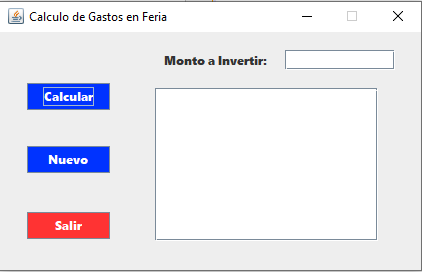 Calculo de Gastos en Feria
Monto a Invertir:
Calcular
Nuevo
Salir